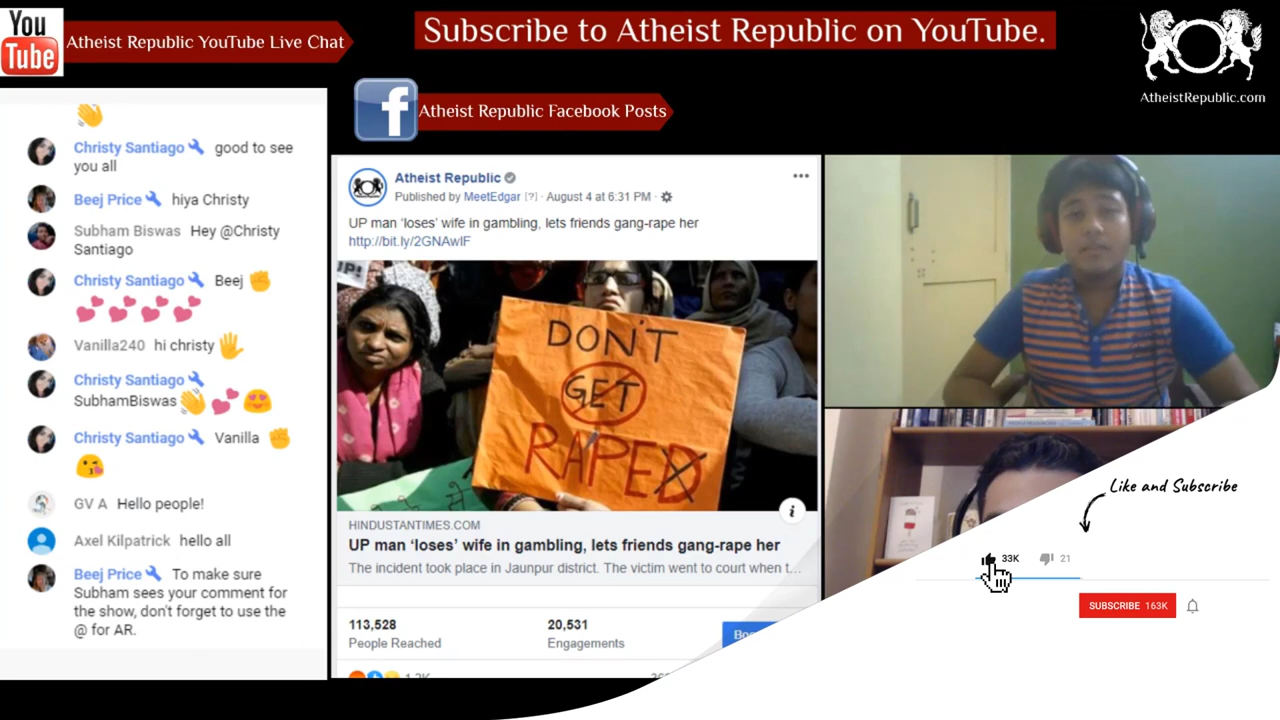 You
Tube
Atheist Republic YouTube Live Chat
Subscribe to Atheist Republic on YouTube.
AtheistRepublic.com
Atheist Republic Facebook Posts
Christy Santiago good to see
you all
Beej Price hiya Christy
Subham Biswas Hey @Christy
Santiago
Christy Santiago Beej
Vanilla240 hi christy
Christy Santiago
SubhamBiswas
Christy Santiago Vanilla
GV A Hello people!
Axel Kilpatrick hello all
Beej Price To make sure
Subham sees your comment for
the show, don't forget to use the
@ for AR.
Atheist Republic
Published by MeetEdgar [?] · August 4 at 6:31 PM ·
UP man ‘loses’ wife in gambling, lets friends gang-rape her
http://bit.ly/2GNAwIF
DON'T
GET
RAPED
HINDUSTANTIMES.COM
UP man ‘loses’ wife in gambling, lets friends gang-rape her
The incident took place in Jaunpur district. The victim went to court when t...
113,528
People Reached
20,531
Engagements
Like and Subscribe
33K
21
SUBSCRIBE 163K